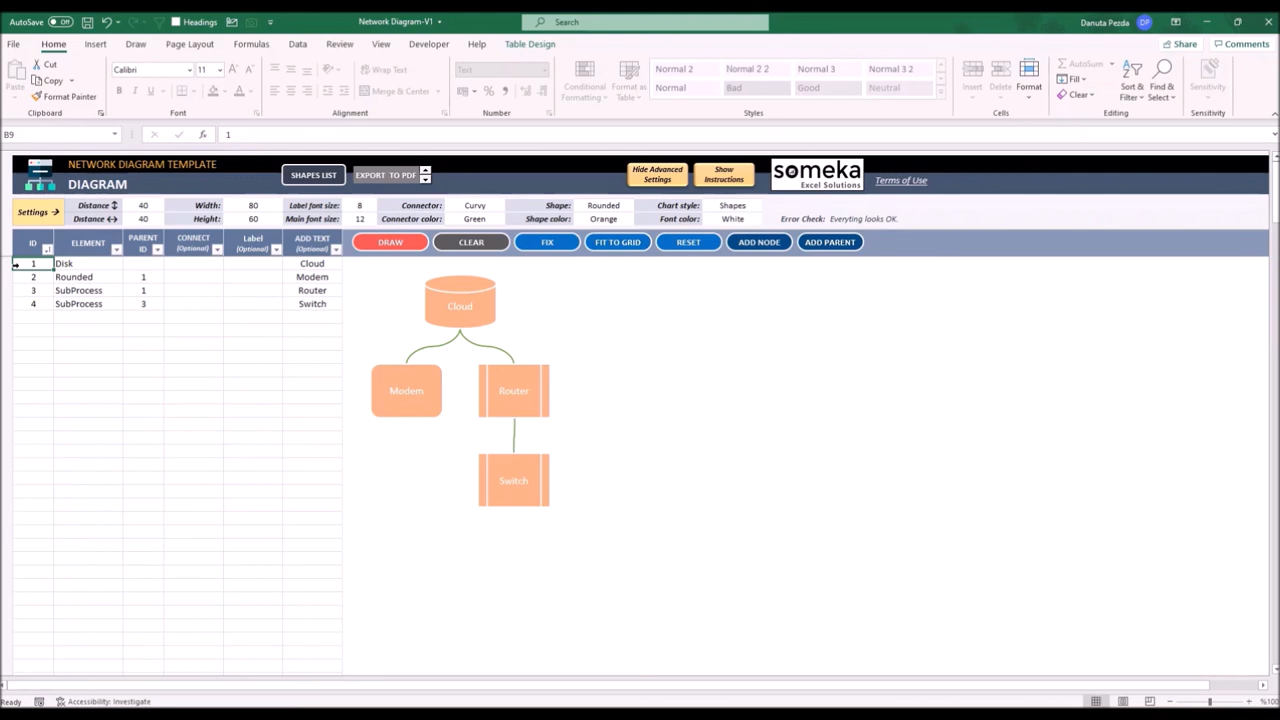 AutoSave Off Headings Network Diagram-V1 Search Danuta Pezda DP
File Home Insert Draw Page Layout Formulas Data Review View Developer Help Table Design Share Comments
Cut Calibri 11 Wrap Text Text Normal 2 Normal 2 2 Normal 3 Normal 3 2 AutoSum
Copy Format Painter Merge & Center Normal Bad Good Neutral Fill Clear
Paste Conditional Formatting Format as Table Insert Delete Format Sort & Filter Find & Select Sensitivity
Clipboard Font Alignment Number Styles Cells Editing Sensitivity
B9 fx 1
NETWORK DIAGRAM TEMPLATE
DIAGRAM SHAPES LIST EXPORT TO PDF Hide Advanced Settings Show Instructions someka Excel Solutions Terms of Use
Settings Distance 40 Width: 80 Label font size: 8 Connector: Curvy Shape: Rounded Chart style: Shapes
Distance 40 Height: 60 Main font size: 12 Connector color: Green Shape color: Orange Font color: White Error Check: Everyting looks OK.
ID ELEMENT PARENT ID CONNECT (Optional) Label (Optional) ADD TEXT (Optional) DRAW CLEAR FIX FIT TO GRID RESET ADD NODE ADD PARENT
1 Disk Cloud
2 Rounded 1 Modem
3 SubProcess 1 Router
4 SubProcess 3 Switch
Cloud
Modem Router
Switch
Ready Accessibility: Investigate %100